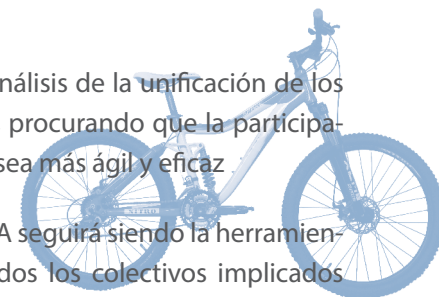 nálisis de la unificación de los
procurando que la participa-
sea más ágil y eficaz
A seguirá siendo la herramien-
dos los colectivos implicados